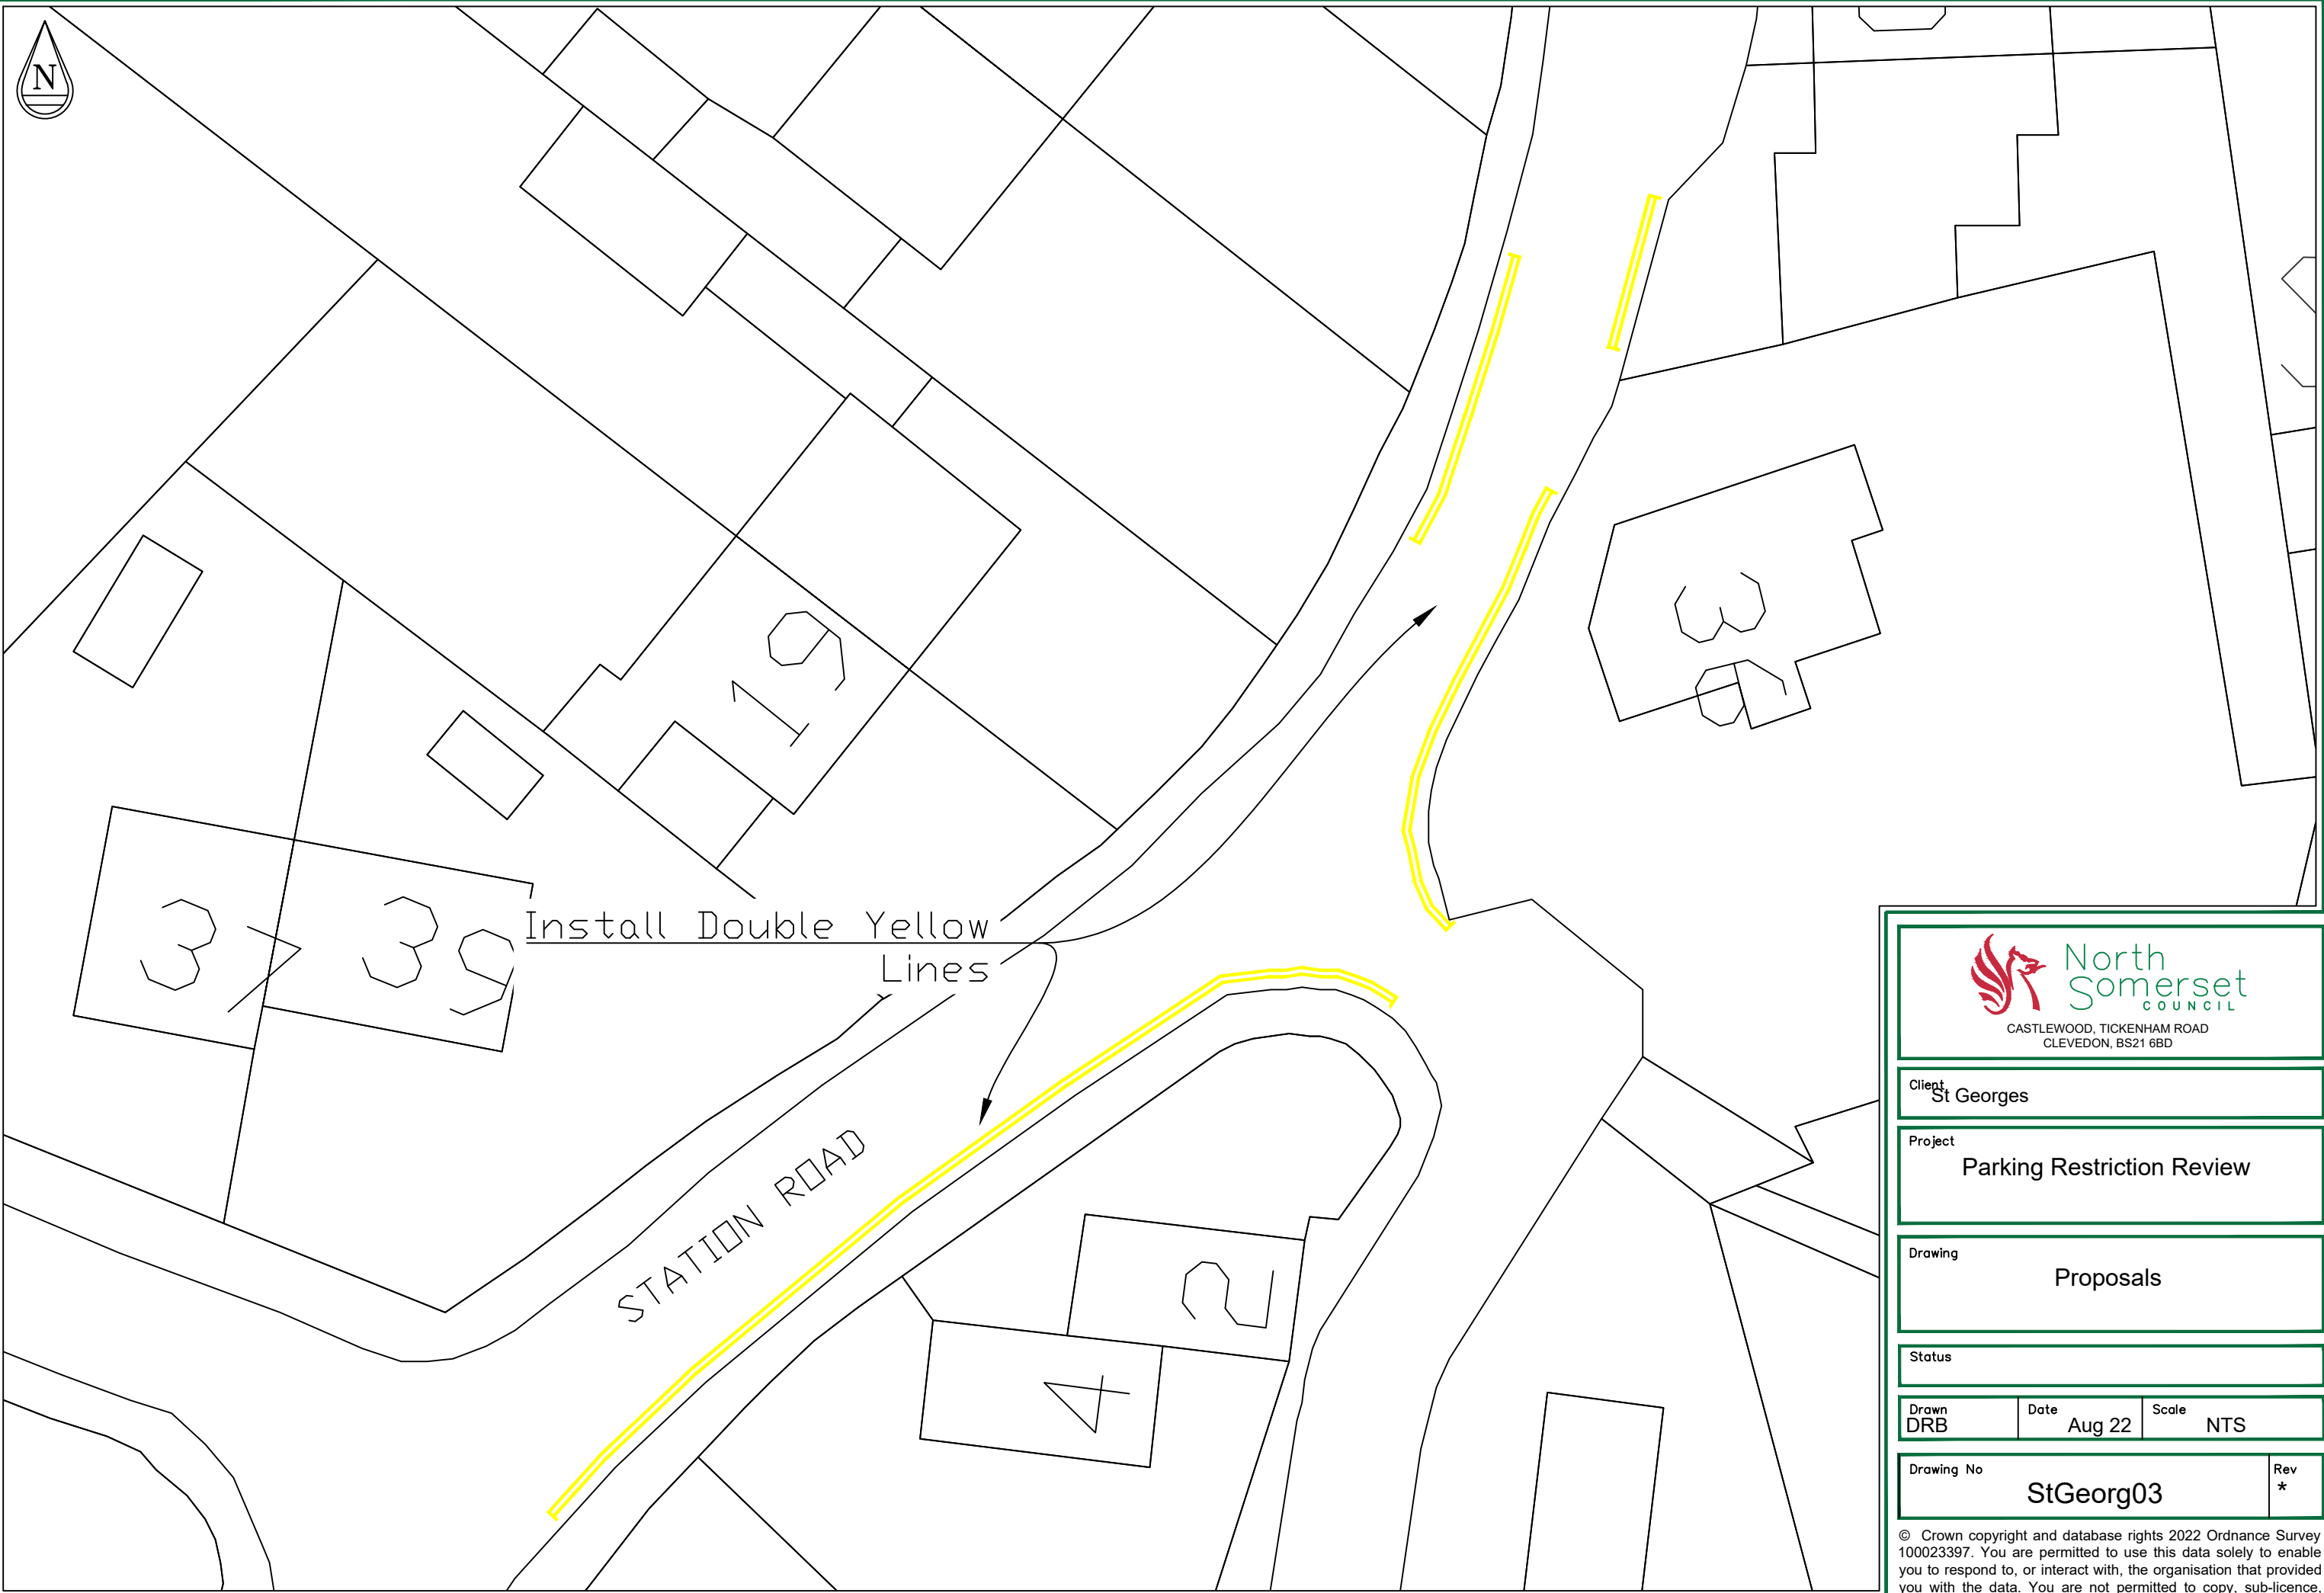 N
119
3
37
39
Install Double Yellow
Lines
STATION ROAD
2
4
North
Somerset
COUNCIL
CASTLEWOOD, TICKENHAM ROAD
CLEVEDON, BS21 6BD
Client
St Georges
Project
Parking Restriction Review
Drawing
Proposals
Status
Drawn
DRB
Date
Aug 22
Scale
NTS
Drawing No
StGeorg03
Rev
*
© Crown copyright and database rights 2022 Ordnance Survey
100023397. You are permitted to use this data solely to enable
you to respond to, or interact with, the organisation that provided
you with the data. You are not permitted to copy, sub-licence,